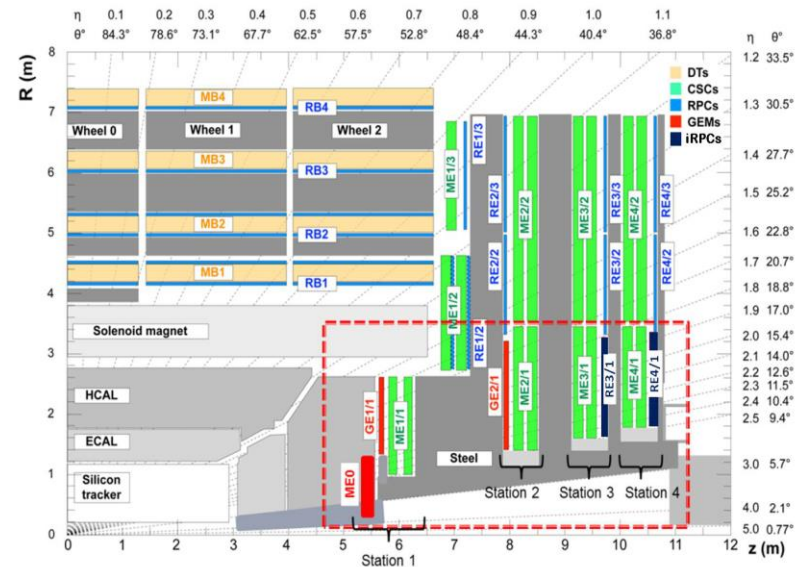 η 0.1 0.2 0.3 0.4 0.5 0.6 0.7 0.8 0.9 1.0 1.1
θ° 84.3° 78.6° 73.1° 67.7° 62.5° 57.5° 52.8° 48.4° 44.3° 40.4° 36.8° η θ°
R (m)
8
7
6
5
4
3
2
1
0
1.2 33.5°
1.3 30.5°
1.4 27.7°
1.5 25.2°
1.6 22.8°
1.7 20.7°
1.8 18.8°
1.9 17.0°
2.0 15.4°
2.1 14.0°
2.2 12.6°
2.3 11.5°
2.4 10.4°
2.5 9.4°
3.0 5.7°
4.0 2.1°
5.0 0.77°
DTs
CSCs
RPCs
GEMs
iRPCs
MB4
RB4
Wheel 0
Wheel 1
Wheel 2
MB3
RB3
MB2
RB2
MB1
RB1
ME1/3
RE1/3
RE2/3
ME2/2
ME3/2
RE3/3
ME4/2
RE4/3
ME1/2
RE1/2
RE2/2
RE3/2
RE4/2
Solenoid magnet
HCAL
ECAL
Silicon
tracker
GE1/1
ME1/1
GE2/1
ME2/1
ME3/1
RE3/1
ME4/1
RE4/1
ME0
Steel
Station 2
Station 3
Station 4
0 1 2 3 4 5 6 7 8 9 10 11 12 z (m)
Station 1